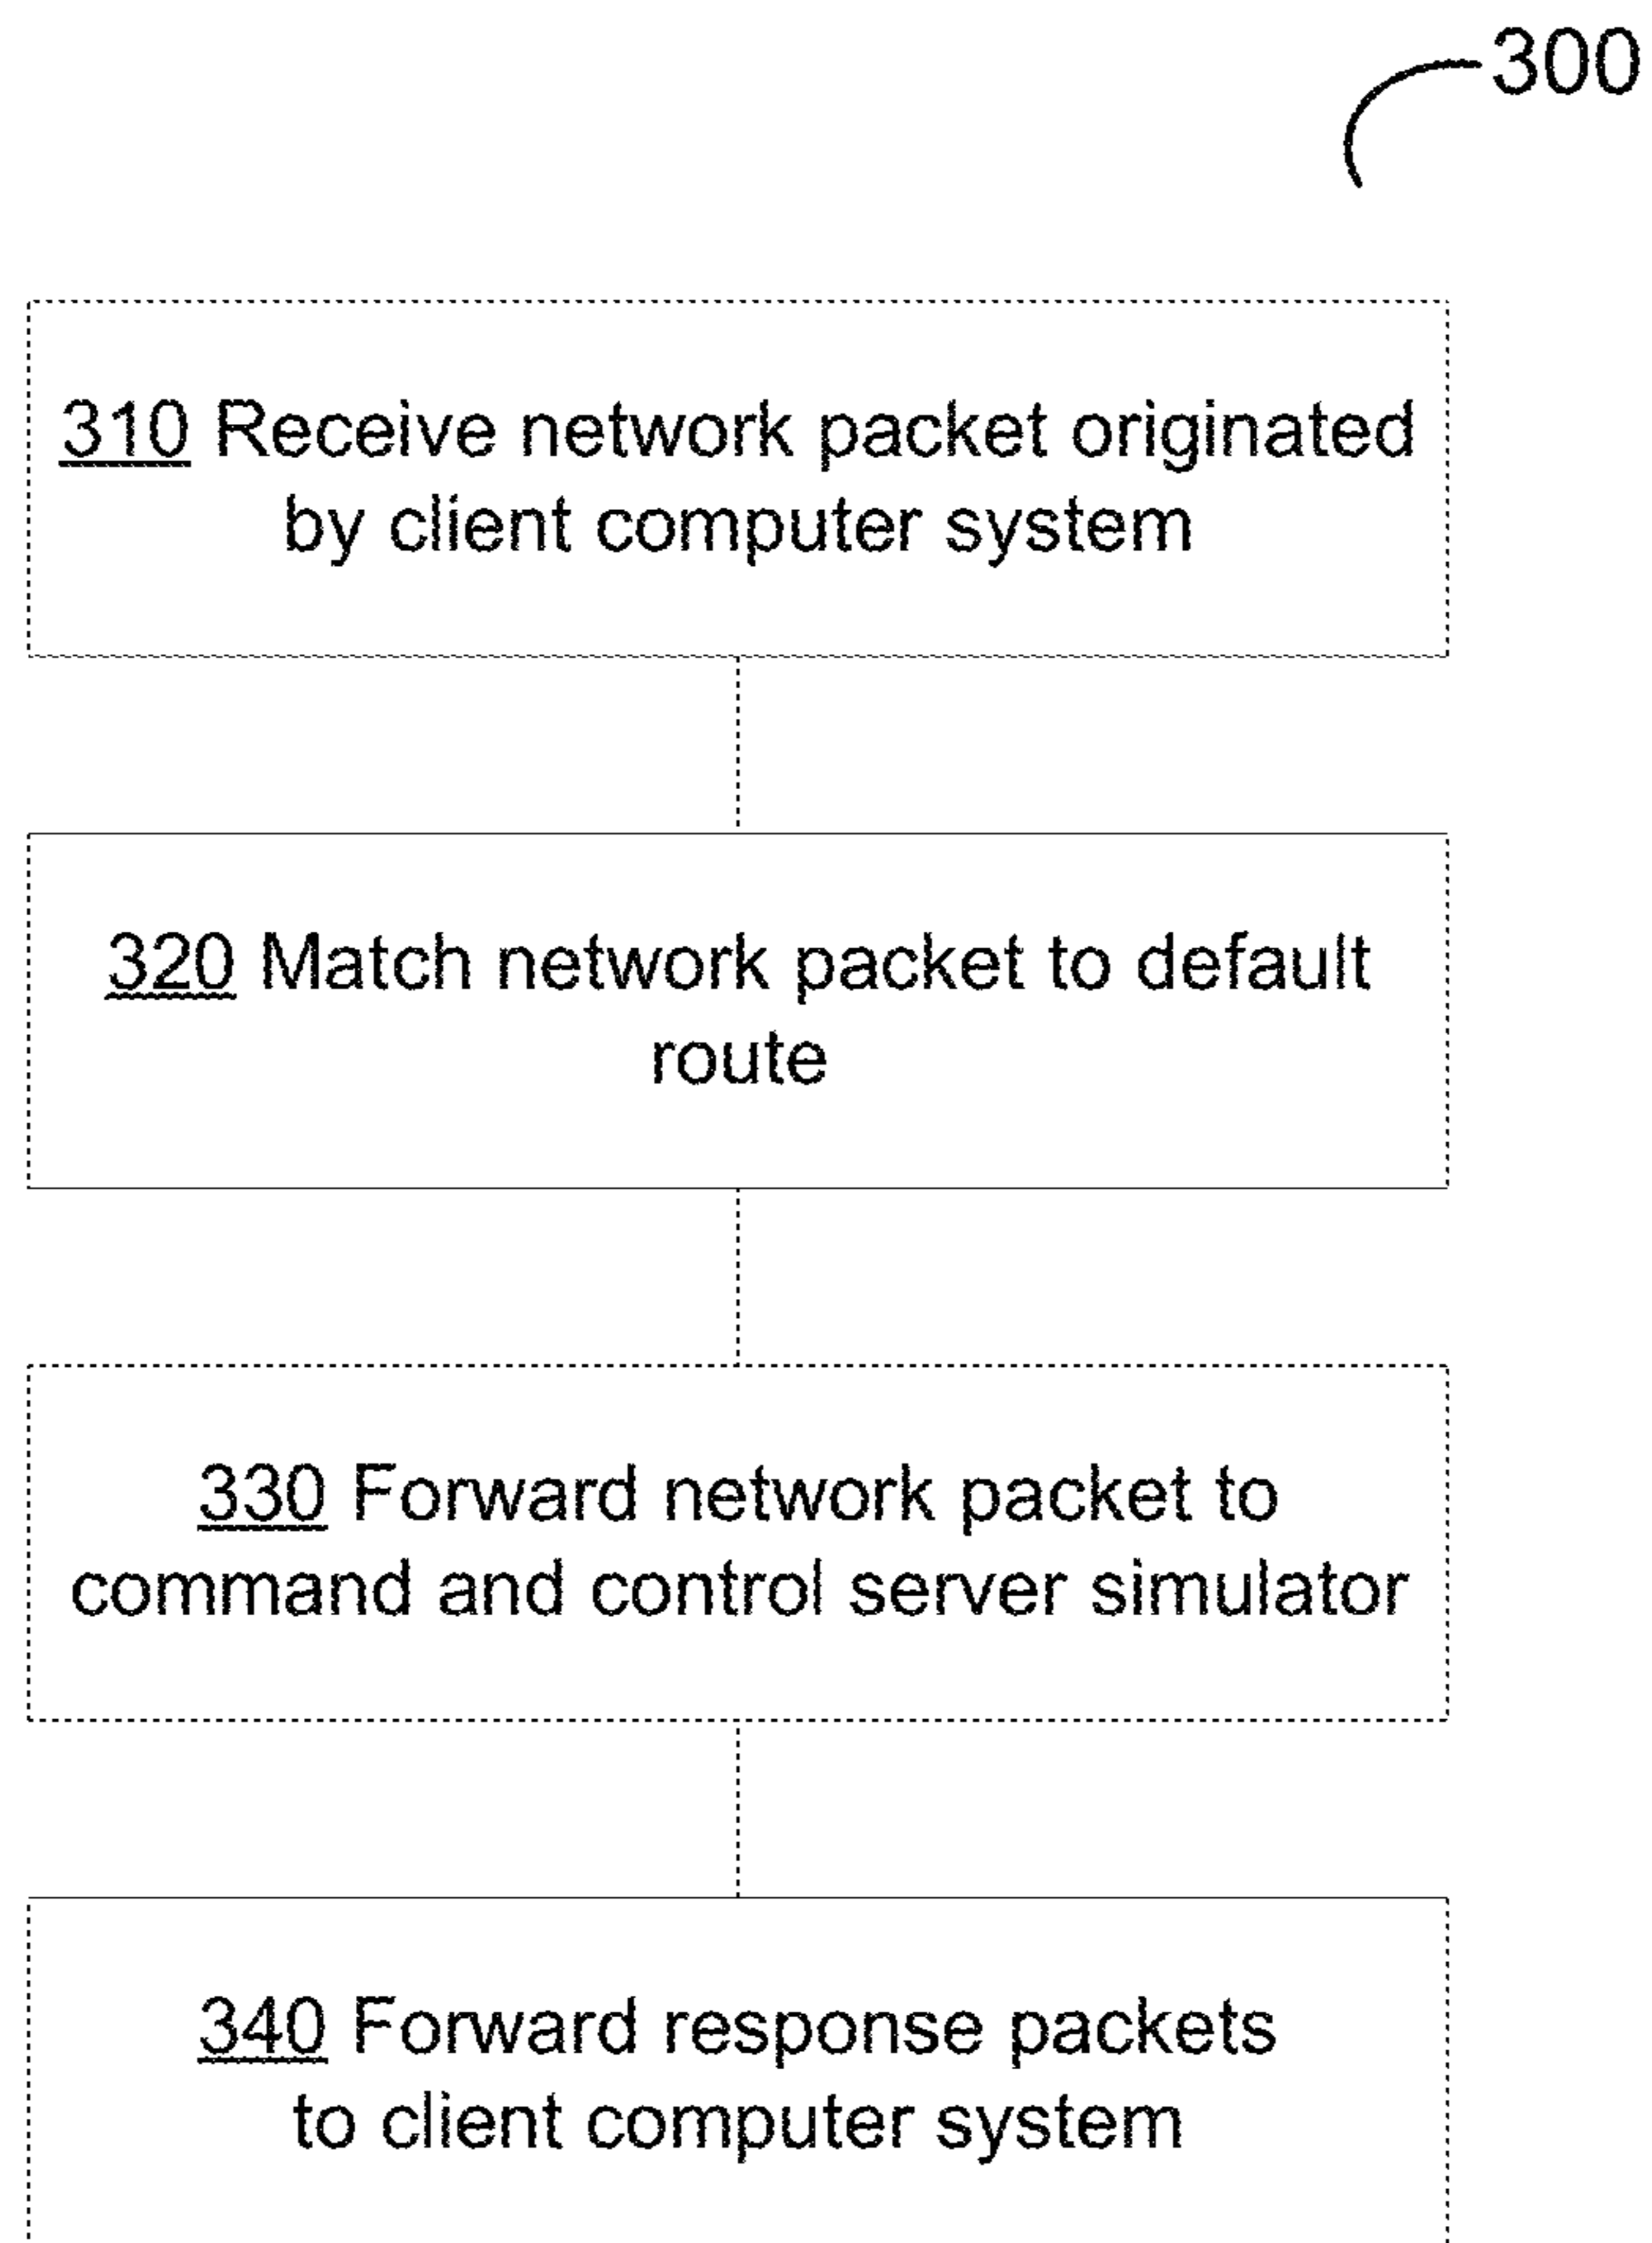 300
310 Receive network packet originated
by client computer system
320 Match network packet to default
route
330 Forward network packet to
command and control server simulator
340 Forward response packets
to client computer system